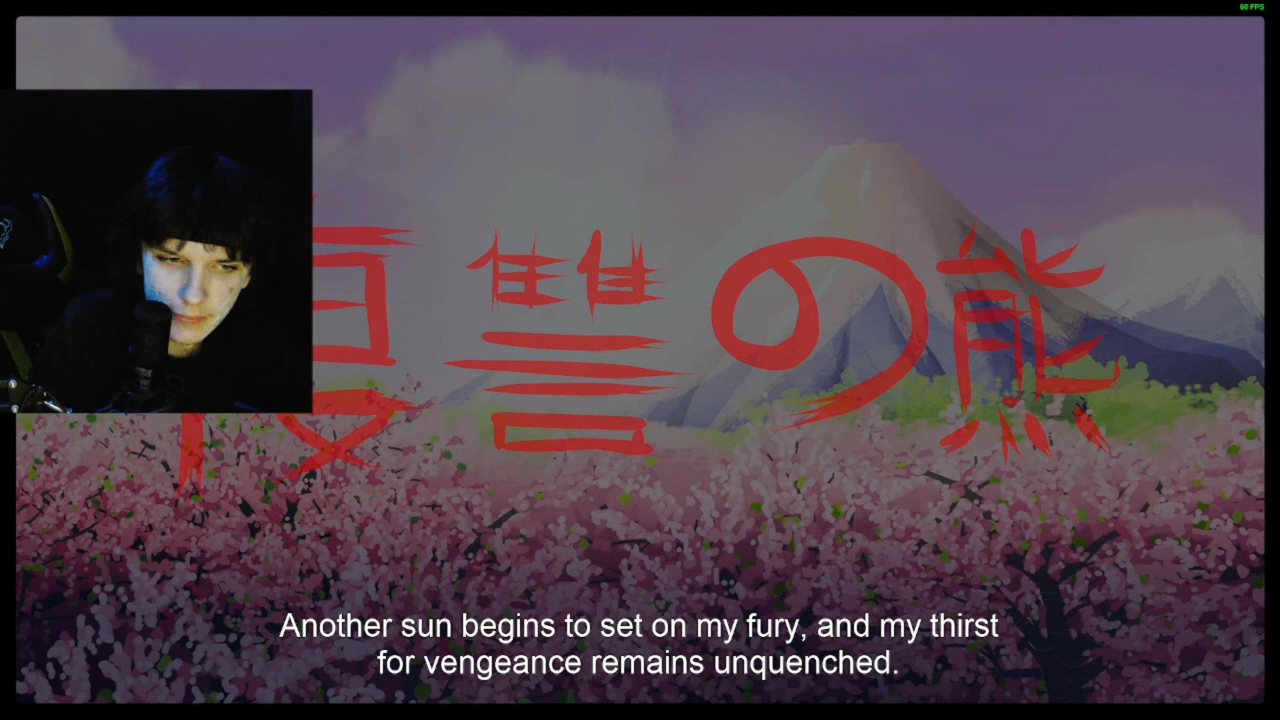 60 FPS
讐の熊
Another sun begins to set on my fury, and my thirst
for vengeance remains unquenched.